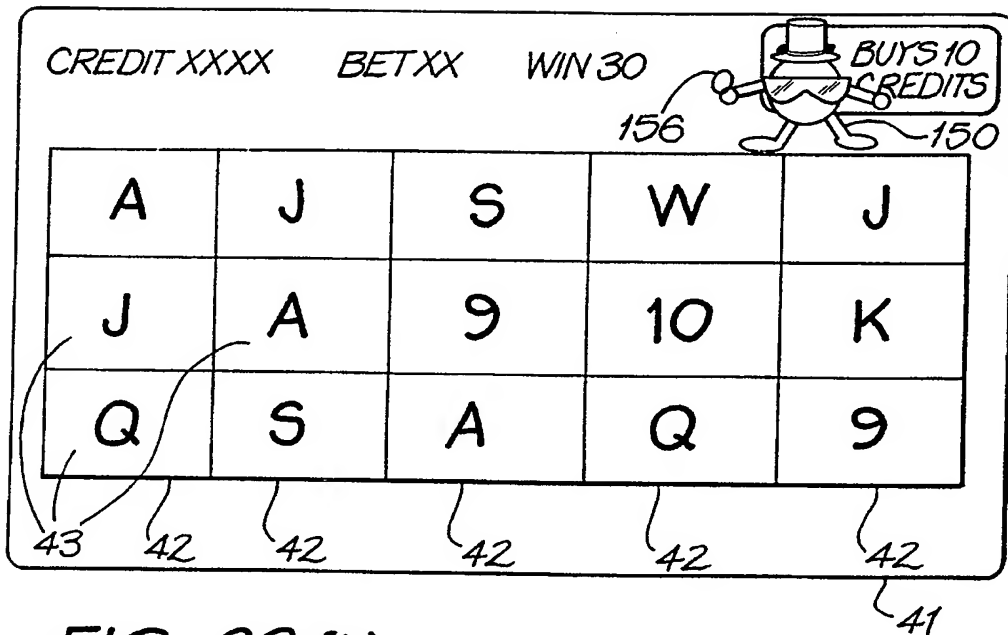 CREDIT XXXX BET XX WIN 30 BUYS 10
CREDITS
156 150
A J S W J
J A 9 10 K
Q S A Q 9
43 42 42 42 42 42
41